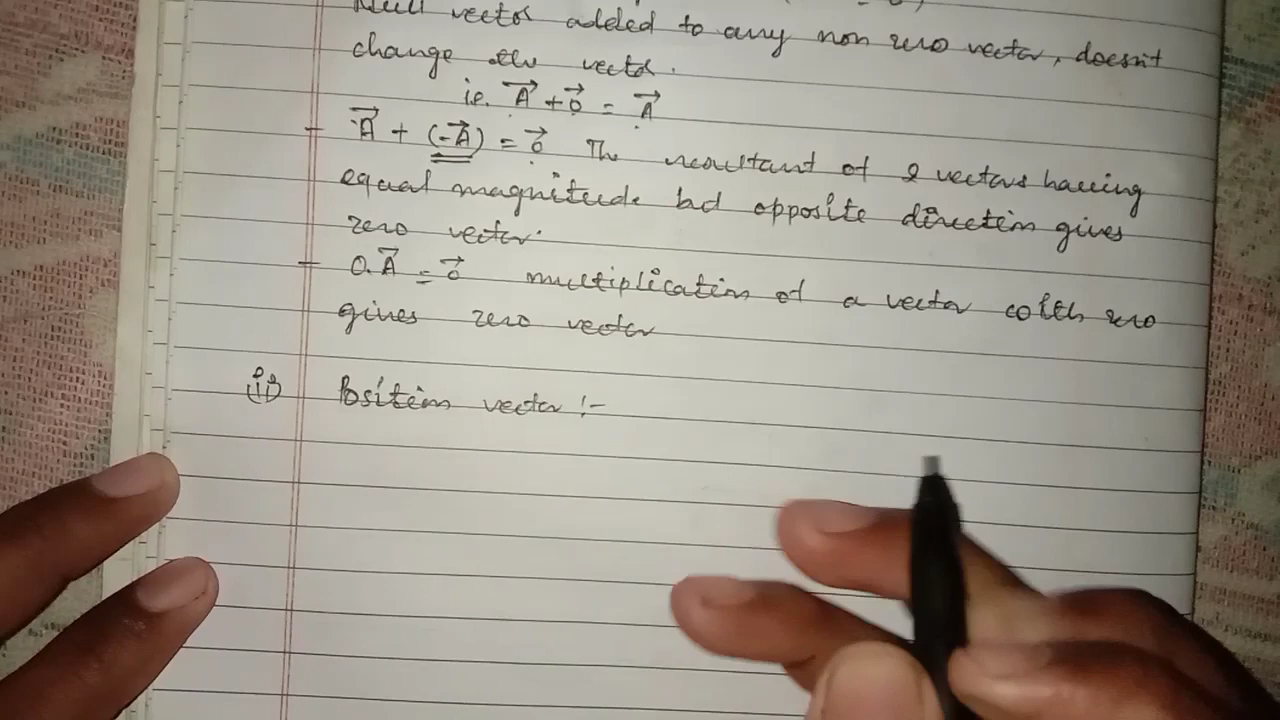 Null vector added to any non zero vector, doesn't
change the vector.
i.e. A⃗ + 0⃗ = A⃗
- A⃗ + (-A⃗) = 0⃗ The resultant of 2 vectors having
equal magnitude bd opposite direction gives
zero vector.
- 0.A⃗ = 0⃗ multiplication of a vector with zero
gives zero vector
(ii) Position vector :-